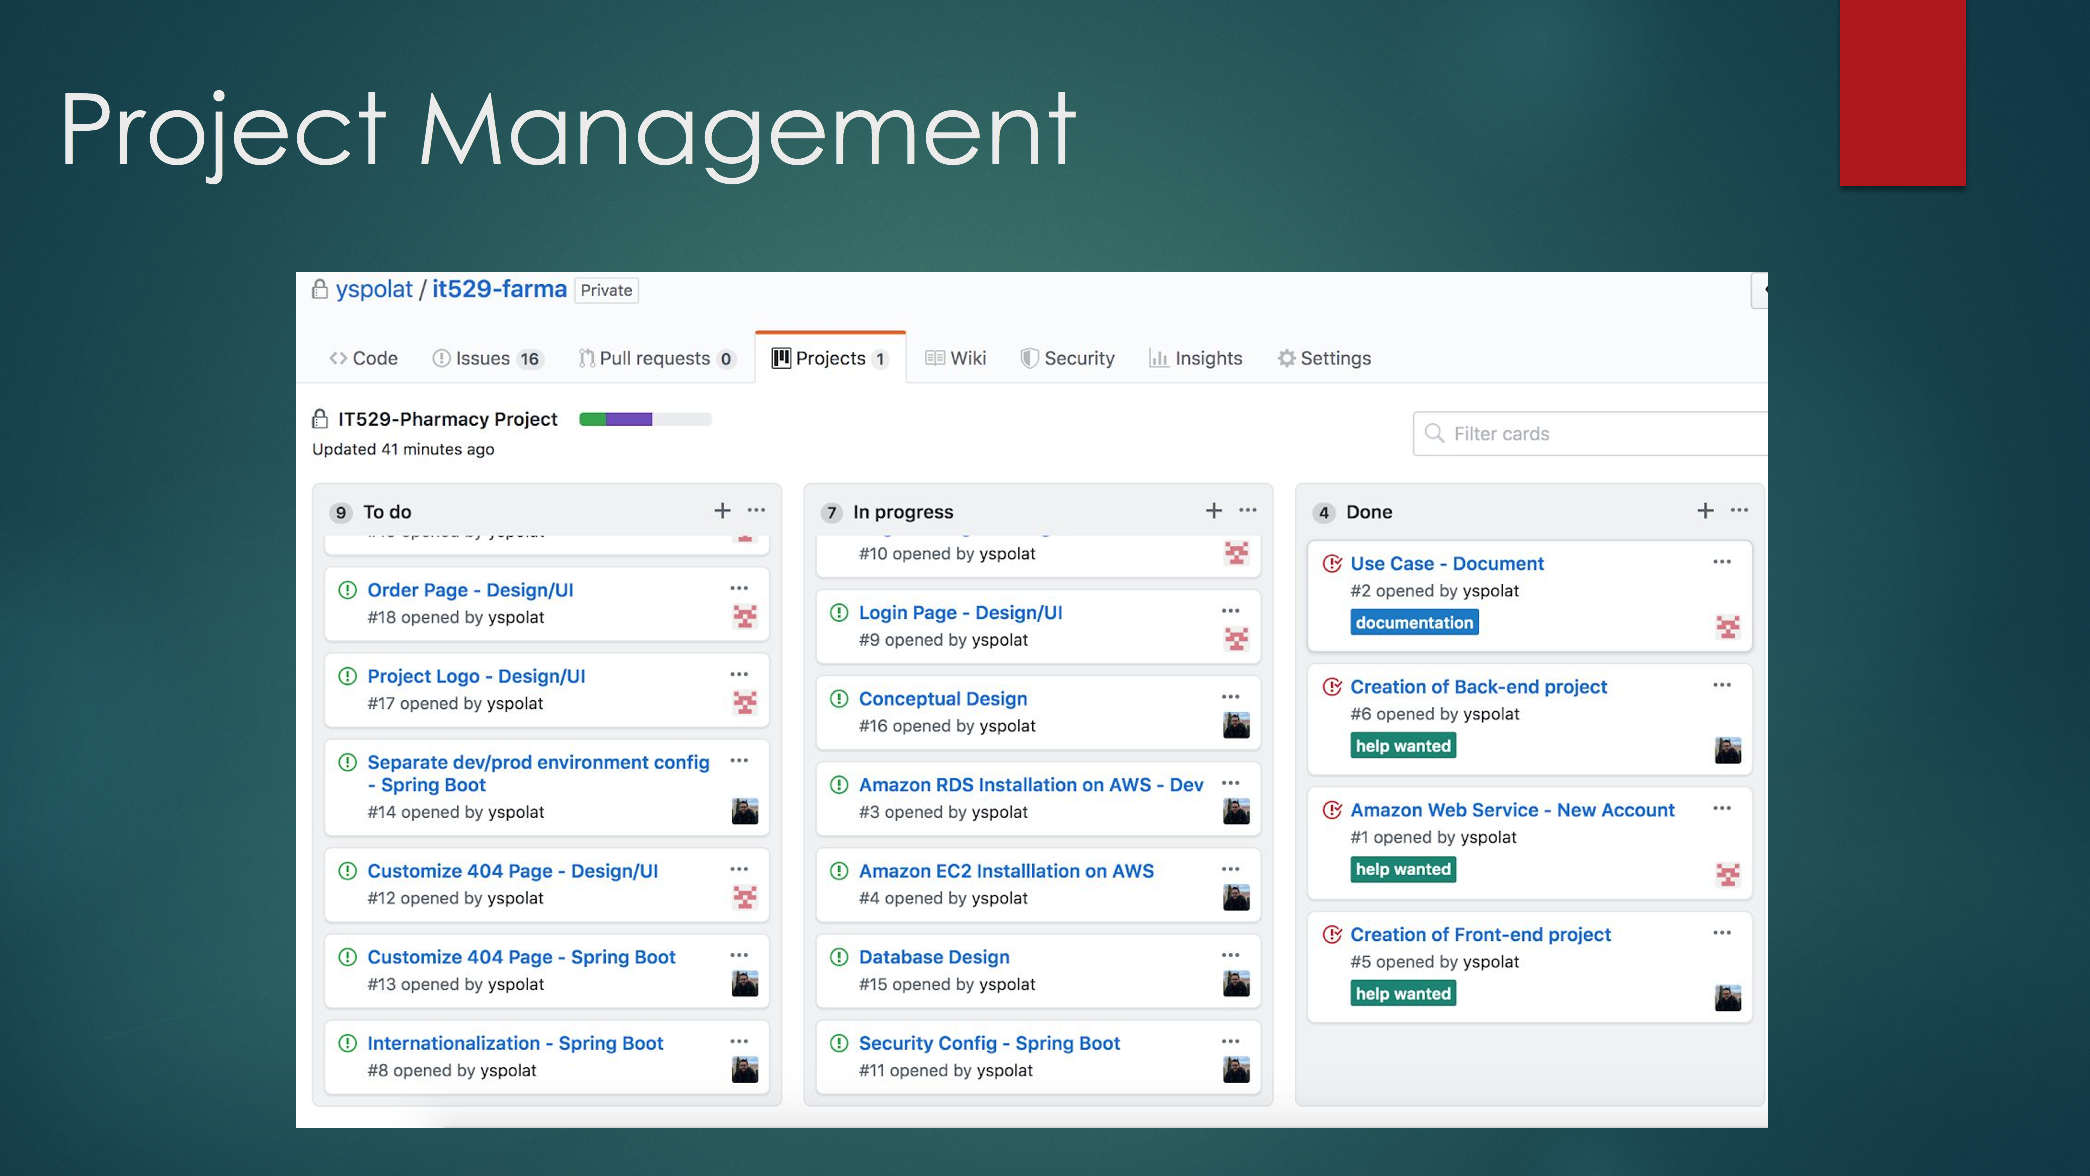 Project Management
yspolat / it529-farma Private
Code Issues 16 Pull requests 0 Projects 1 Wiki Security Insights Settings
IT529-Pharmacy Project
Updated 41 minutes ago
Filter cards
9 To do
opened by yspolat
Order Page - Design/UI
#18 opened by yspolat
Project Logo - Design/UI
#17 opened by yspolat
Separate dev/prod environment config
- Spring Boot
#14 opened by yspolat
Customize 404 Page - Design/UI
#12 opened by yspolat
Customize 404 Page - Spring Boot
#13 opened by yspolat
Internationalization - Spring Boot
#8 opened by yspolat
7 In progress
#10 opened by yspolat
Login Page - Design/UI
#9 opened by yspolat
Conceptual Design
#16 opened by yspolat
Amazon RDS Installation on AWS - Dev
#3 opened by yspolat
Amazon EC2 Installlation on AWS
#4 opened by yspolat
Database Design
#15 opened by yspolat
Security Config - Spring Boot
#11 opened by yspolat
4 Done
Use Case - Document
#2 opened by yspolat
documentation
Creation of Back-end project
#6 opened by yspolat
help wanted
Amazon Web Service - New Account
#1 opened by yspolat
help wanted
Creation of Front-end project
#5 opened by yspolat
help wanted